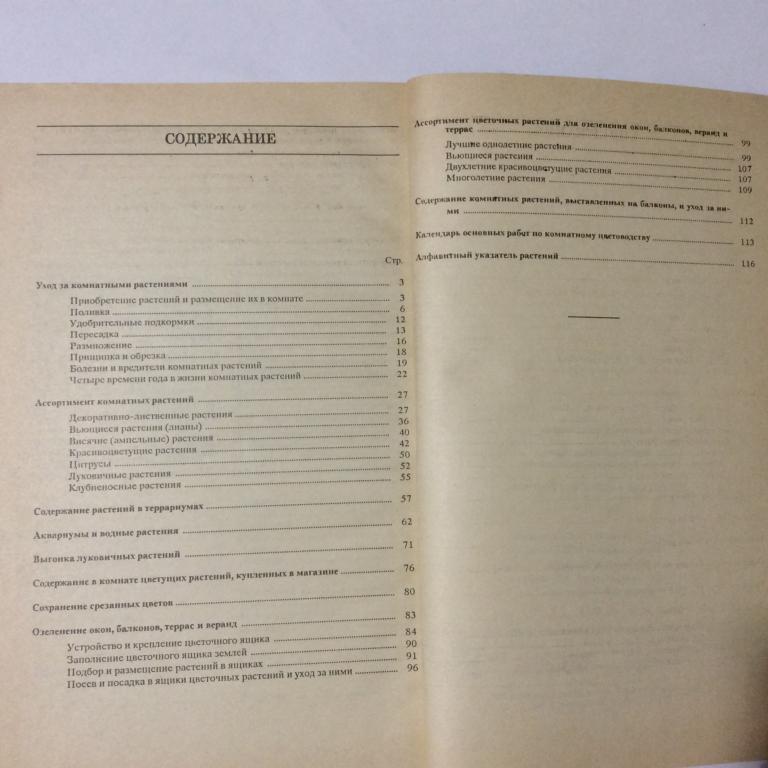 СОДЕРЖАНИЕ
Стр.
Уход за комнатными растениями 3
Приобретение растений и размещение их в комнате 3
Поливка 6
Удобрительные подкормки 12
Пересадка 13
Размножение 16
Прищипка и обрезка 18
Болезни и вредители комнатных растений 19
Четыре времени года в жизни комнатных растений 22
Ассортимент комнатных растений 27
Декоративно-лиственные растения 27
Вьющиеся растения (лианы) 36
Висячие (ампельные) растения 40
Красивоцветущие растения 42
Цитрусы 50
Луковичные растения 52
Клубненосные растения 55
Содержание растений в террариумах 57
Аквариумы и водные растения 62
Выгонка луковичных растений 71
Содержание в комнате цветущих растений, купленных в магазине 76
Сохранение срезанных цветов 80
Озеленение окон, балконов, террас и веранд 83
Устройство и крепление цветочного ящика 84
Заполнение цветочного ящика землей 90
Подбор и размещение растений в ящиках 91
Посев и посадка в ящики цветочных растений и уход за ними 96
Ассортимент цветочных растений для озеленения окон, балконов, веранд и
террас 99
Лучшие однолетние растения 99
Вьющиеся растения 107
Двухлетние красивоцветущие растения 107
Многолетние растения 109
Содержание комнатных растений, выставленных на балконы, и уход за ни-
ми 112
Календарь основных работ по комнатному цветоводству 113
Алфавитный указатель растений 116